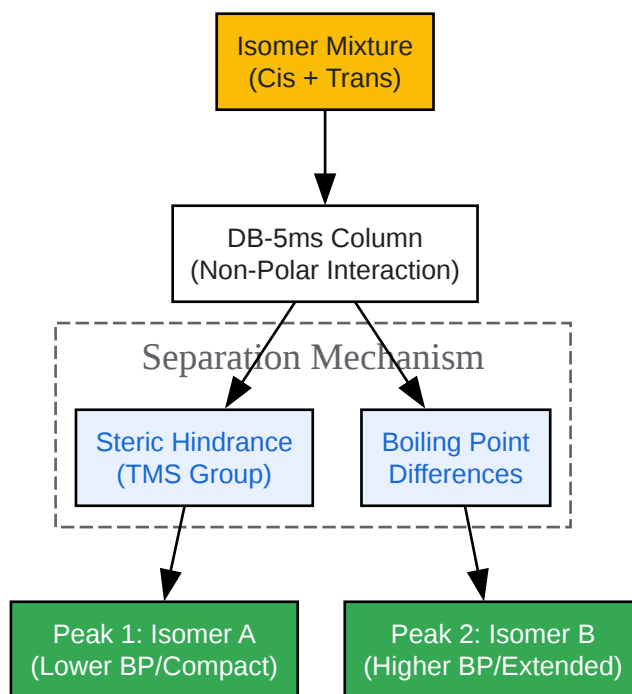 Isomer Mixture
(Cis + Trans)
DB-5ms Column
(Non-Polar Interaction)
Separation Mechanism
Steric Hindrance
(TMS Group)
Boiling Point
Differences
Peak 1: Isomer A
(Lower BP/Compact)
Peak 2: Isomer B
(Higher BP/Extended)